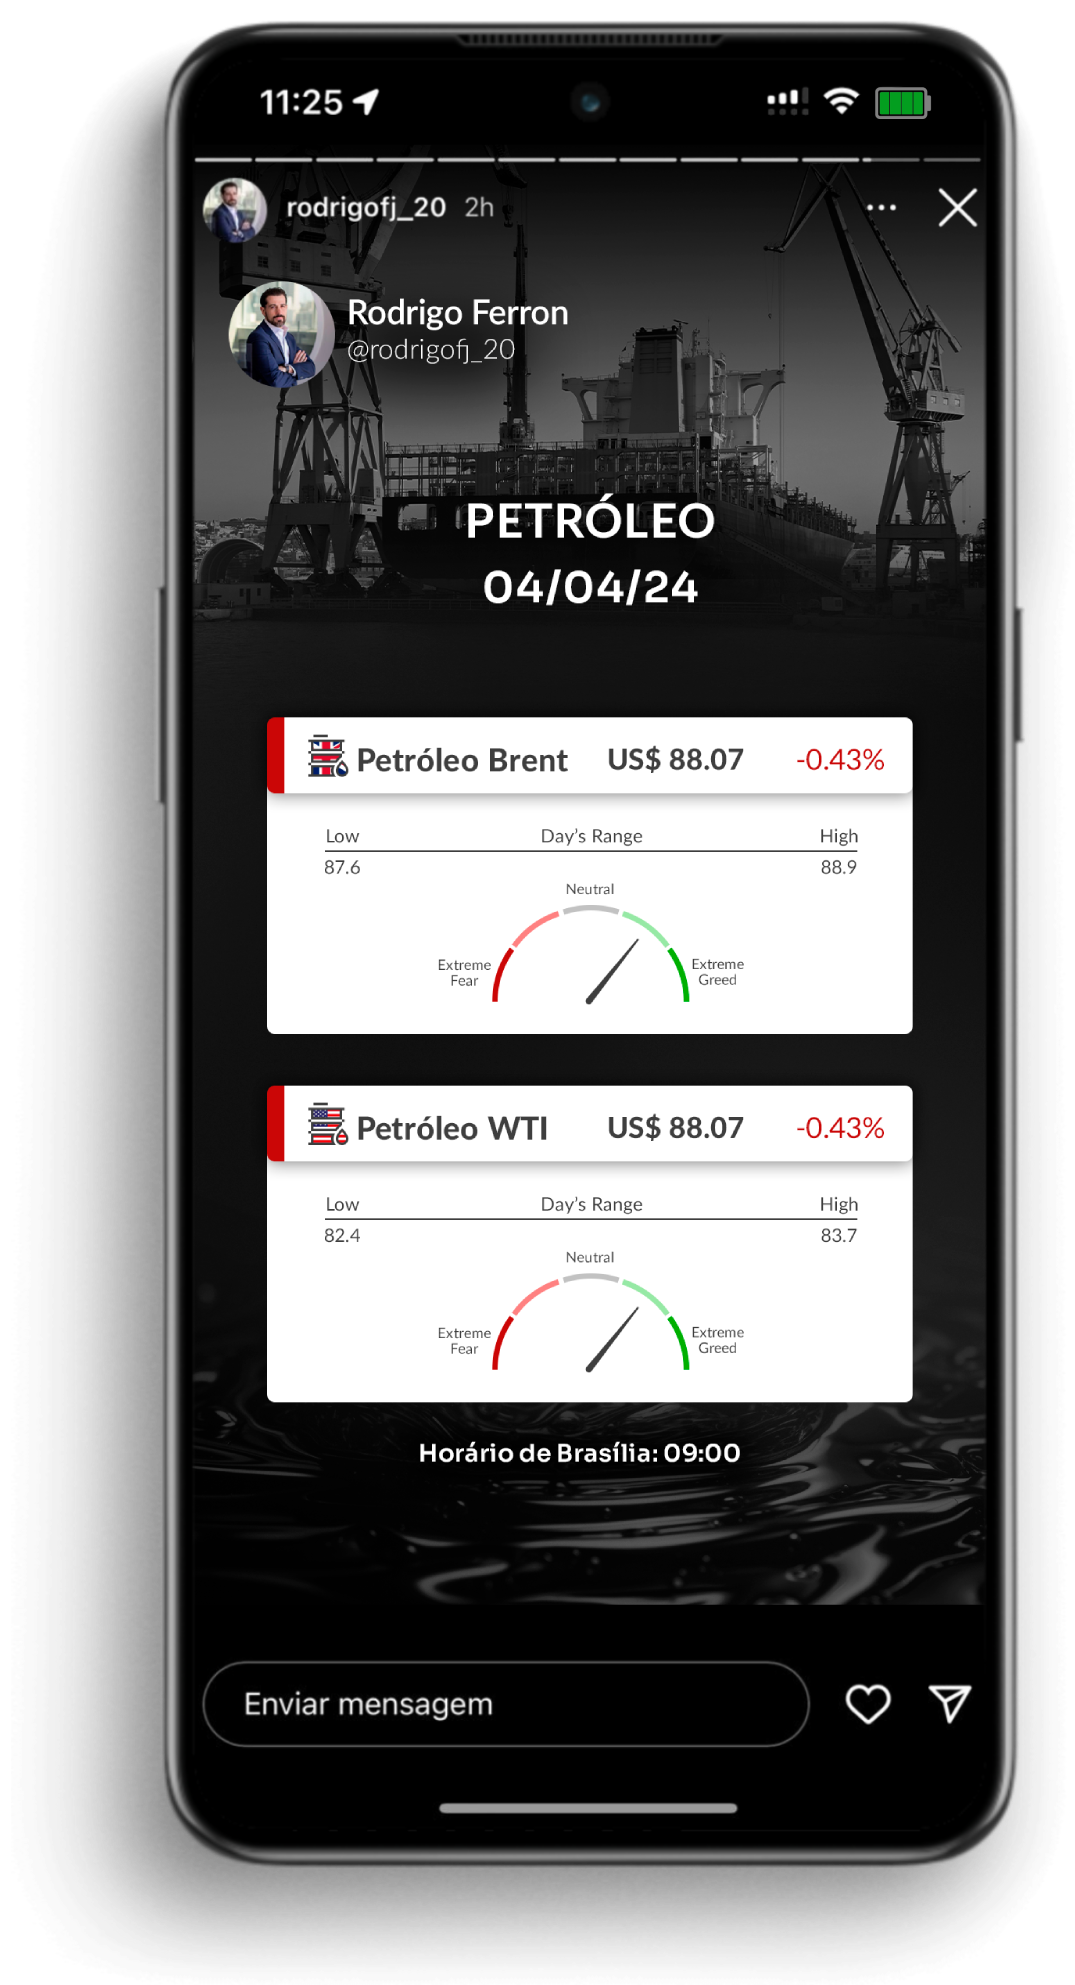 11:25
rodrigofj_20 2h
Rodrigo Ferron
@rodrigofj_20
PETRÓLEO
04/04/24
Petróleo Brent US$ 88.07 -0.43%
Low Day’s Range High
87.6 88.9
Neutral
Extreme Fear
Extreme Greed
Petróleo WTI US$ 88.07 -0.43%
Low Day’s Range High
82.4 83.7
Neutral
Extreme Fear
Extreme Greed
Horário de Brasília: 09:00
Enviar mensagem